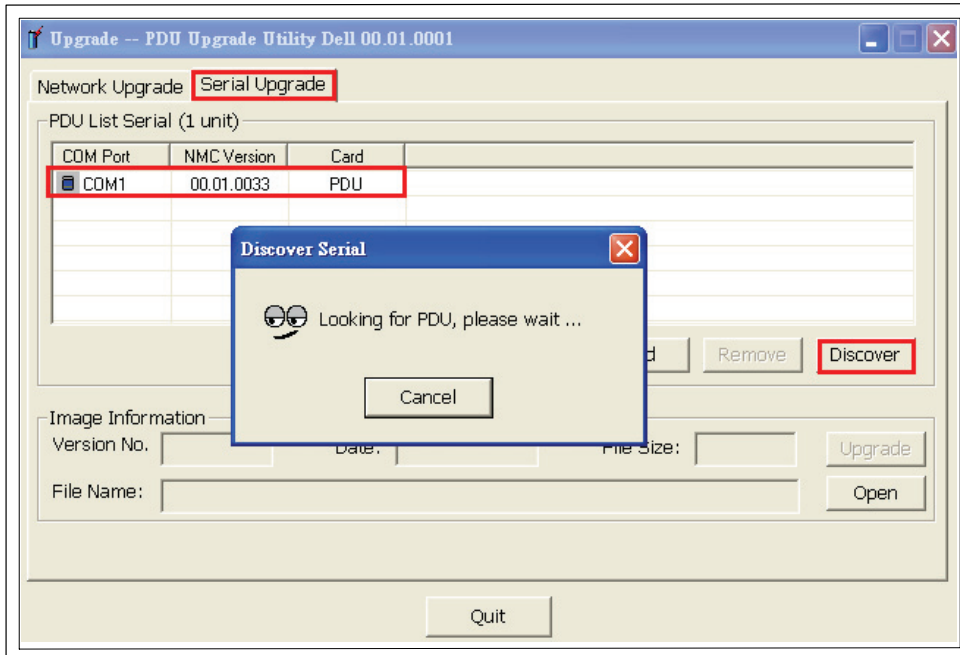 Upgrade -- PDU Upgrade Utility Dell 00.01.0001
Network Upgrade Serial Upgrade
PDU List Serial (1 unit)
COM Port NMC Version Card
COM1 00.01.0033 PDU
Discover Serial
Looking for PDU, please wait ...
Cancel
Remove Discover
Image Information
Version No. Date: File Size: Upgrade
File Name: Open
Quit